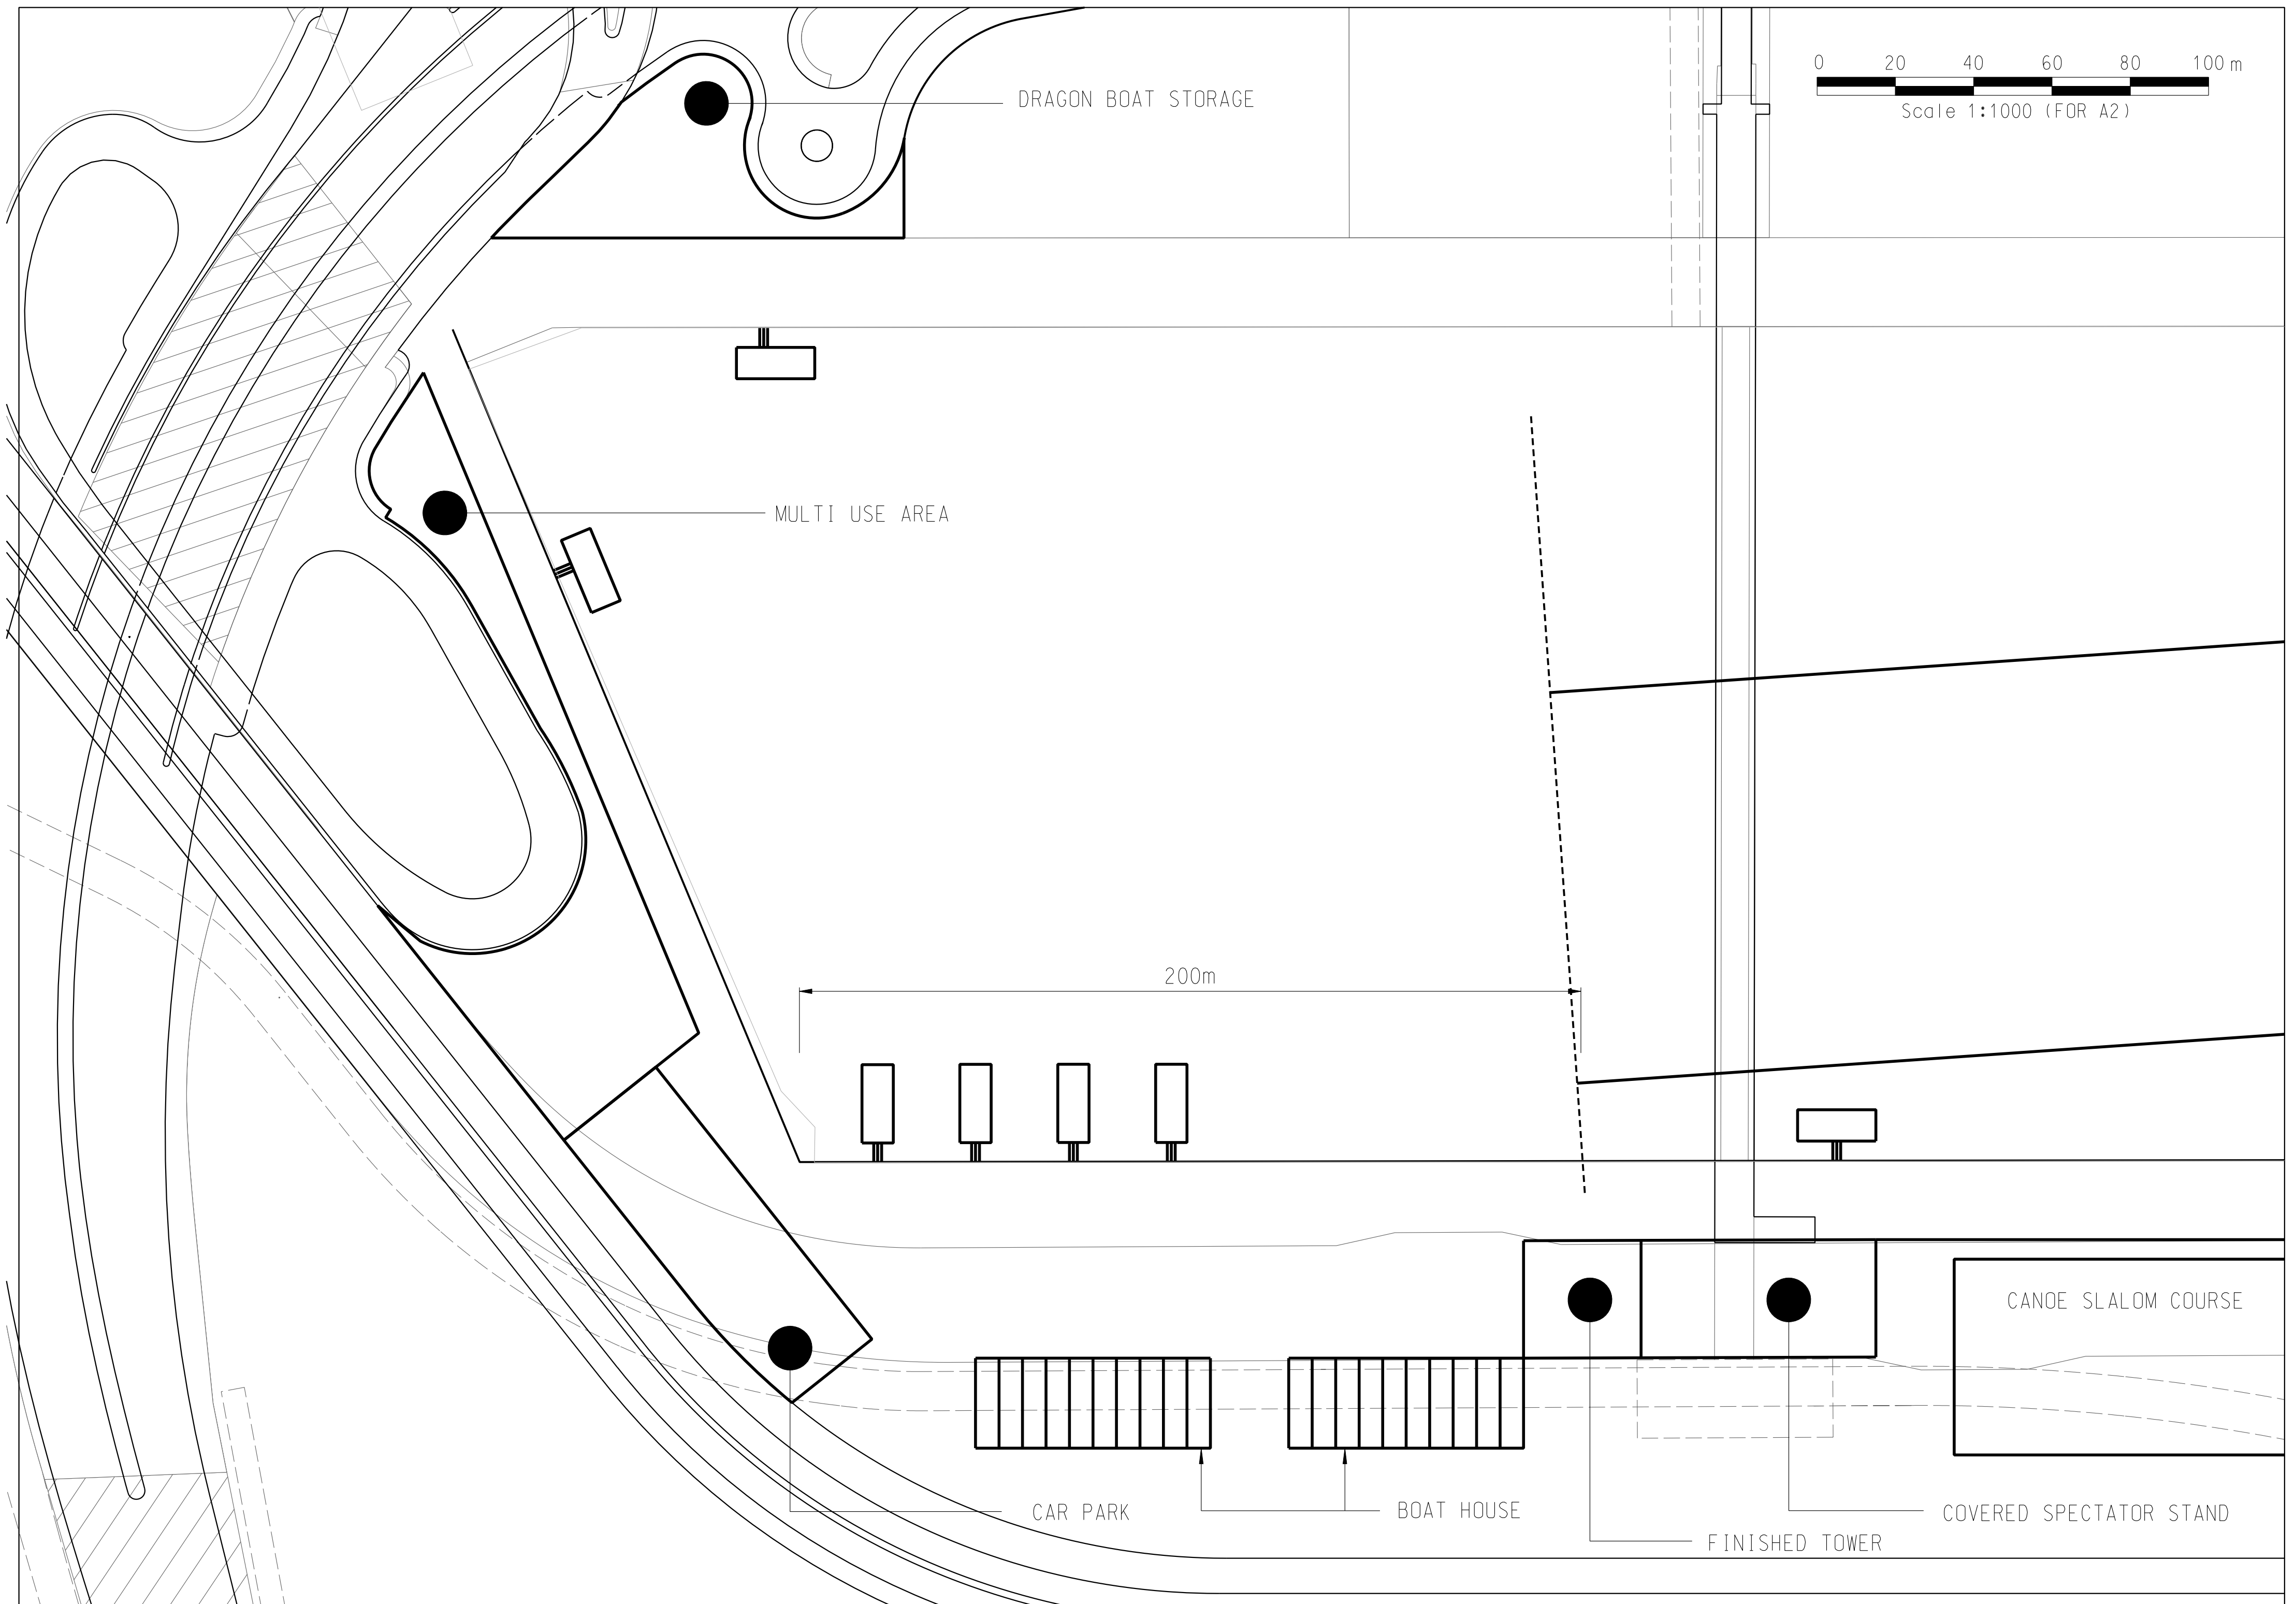 0 20 40 60 80 100 m
Scale 1:1000 (FOR A2)
DRAGON BOAT STORAGE
MULTI USE AREA
200m
CANOE SLALOM COURSE
CAR PARK
BOAT HOUSE
COVERED SPECTATOR STAND
FINISHED TOWER